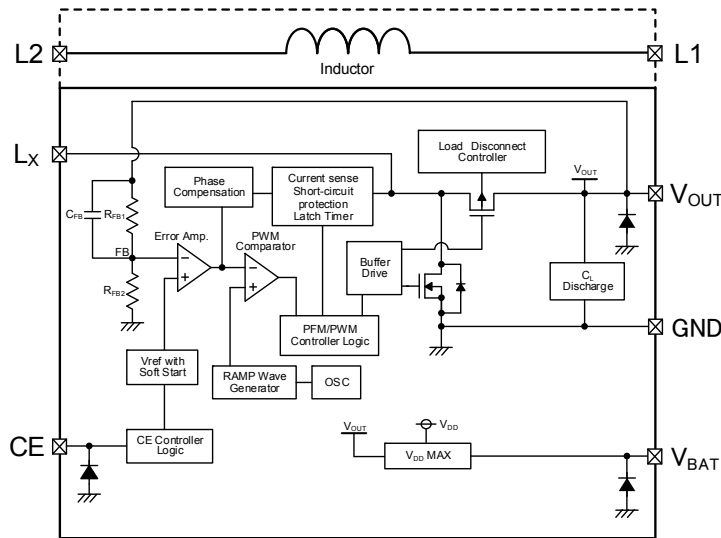 L2
L1
Inductor
LX
Load Disconnect
Controller
VOUT
VOUT
Phase
Compensation
Current sense
Short-circuit
protection
Latch Timer
CFB
RFB1
Error Amp.
PWM
Comparator
FB
Buffer
Drive
CL
Discharge
RFB2
PFM/PWM
Controller Logic
GND
Vref with
Soft Start
RAMP Wave
Generator
OSC
CE
CE Controller
Logic
VOUT
VDD
VDD MAX
VBAT